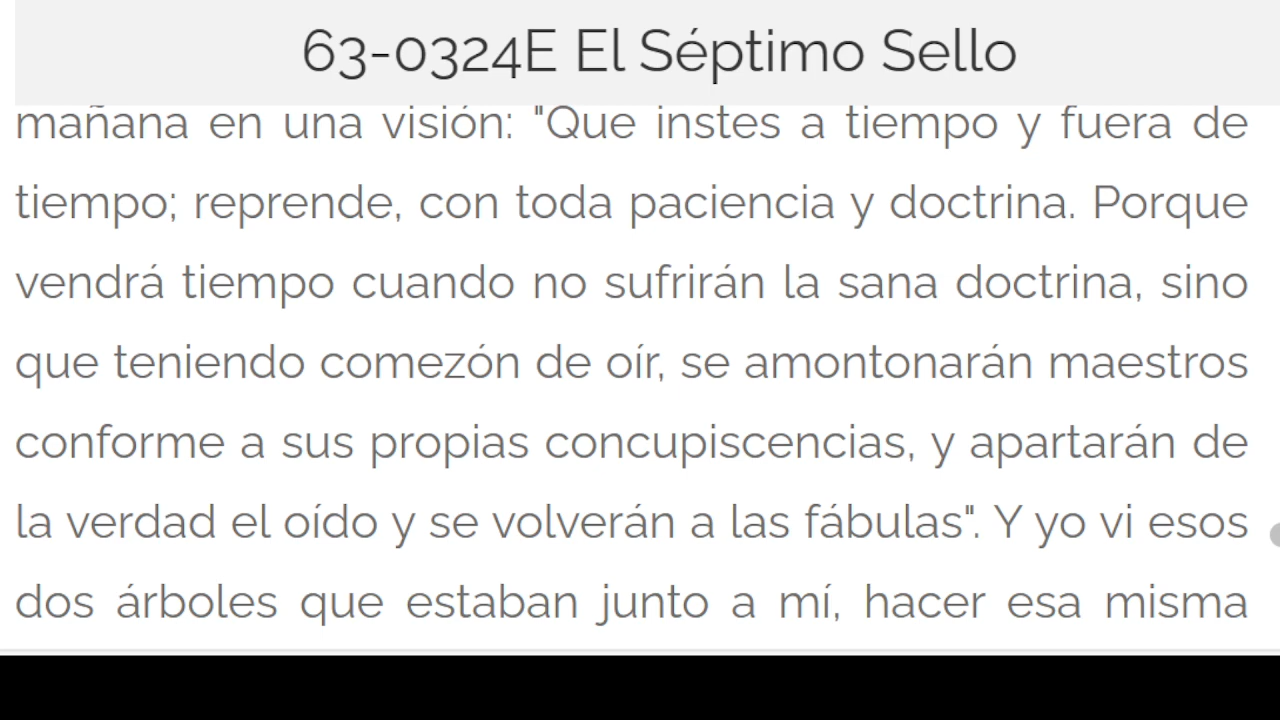 63-0324E El Séptimo Sello
mañana en una visión: "Que instes a tiempo y fuera de
tiempo; reprende, con toda paciencia y doctrina. Porque
vendrá tiempo cuando no sufrirán la sana doctrina, sino
que teniendo comezón de oír, se amontonarán maestros
conforme a sus propias concupiscencias, y apartarán de
la verdad el oído y se volverán a las fábulas". Y yo vi esos
dos árboles que estaban junto a mí, hacer esa misma